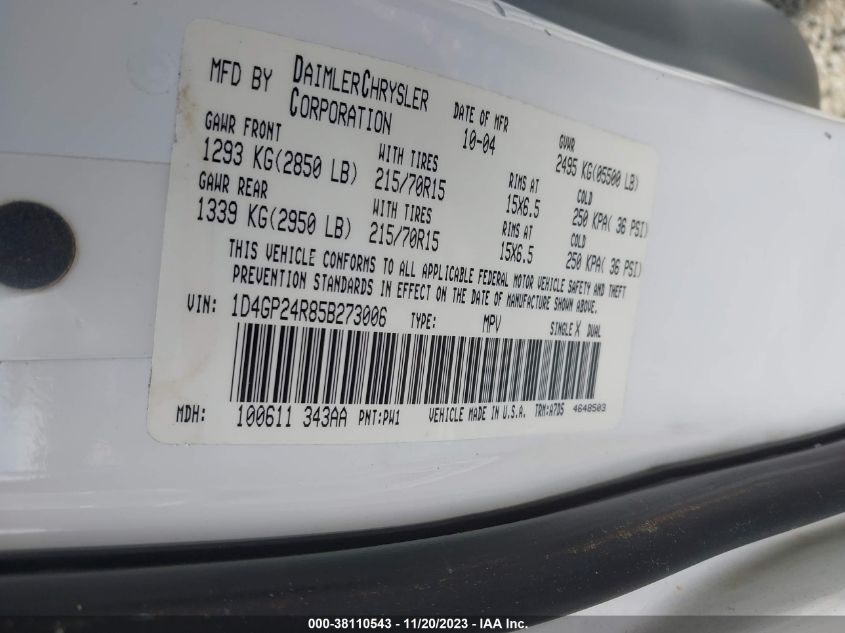 MFD BY DAIMLERCHRYSLER CORPORATION DATE OF MFR 10-04 GVWR 2495 KG(05500 LB)
GAWR FRONT 1293 KG(2850 LB) WITH TIRES 215/70R15 RIMS AT 15X6.5 COLD 250 KPA( 36 PSI)
GAWR REAR 1339 KG(2950 LB) WITH TIRES 215/70R15 RIMS AT 15X6.5 COLD 250 KPA( 36 PSI)
THIS VEHICLE CONFORMS TO ALL APPLICABLE FEDERAL MOTOR VEHICLE SAFETY AND THEFT
PREVENTION STANDARDS IN EFFECT ON THE DATE OF MANUFACTURE SHOWN ABOVE.
VIN: 1D4GP24R85B273006 TYPE: MPV SINGLE X DUAL
MDH: 100611 343AA PNT:PW1 VEHICLE MADE IN U.S.A. TRM:A7D5 4648503
000-38110543 - 11/20/2023 - IAA Inc.